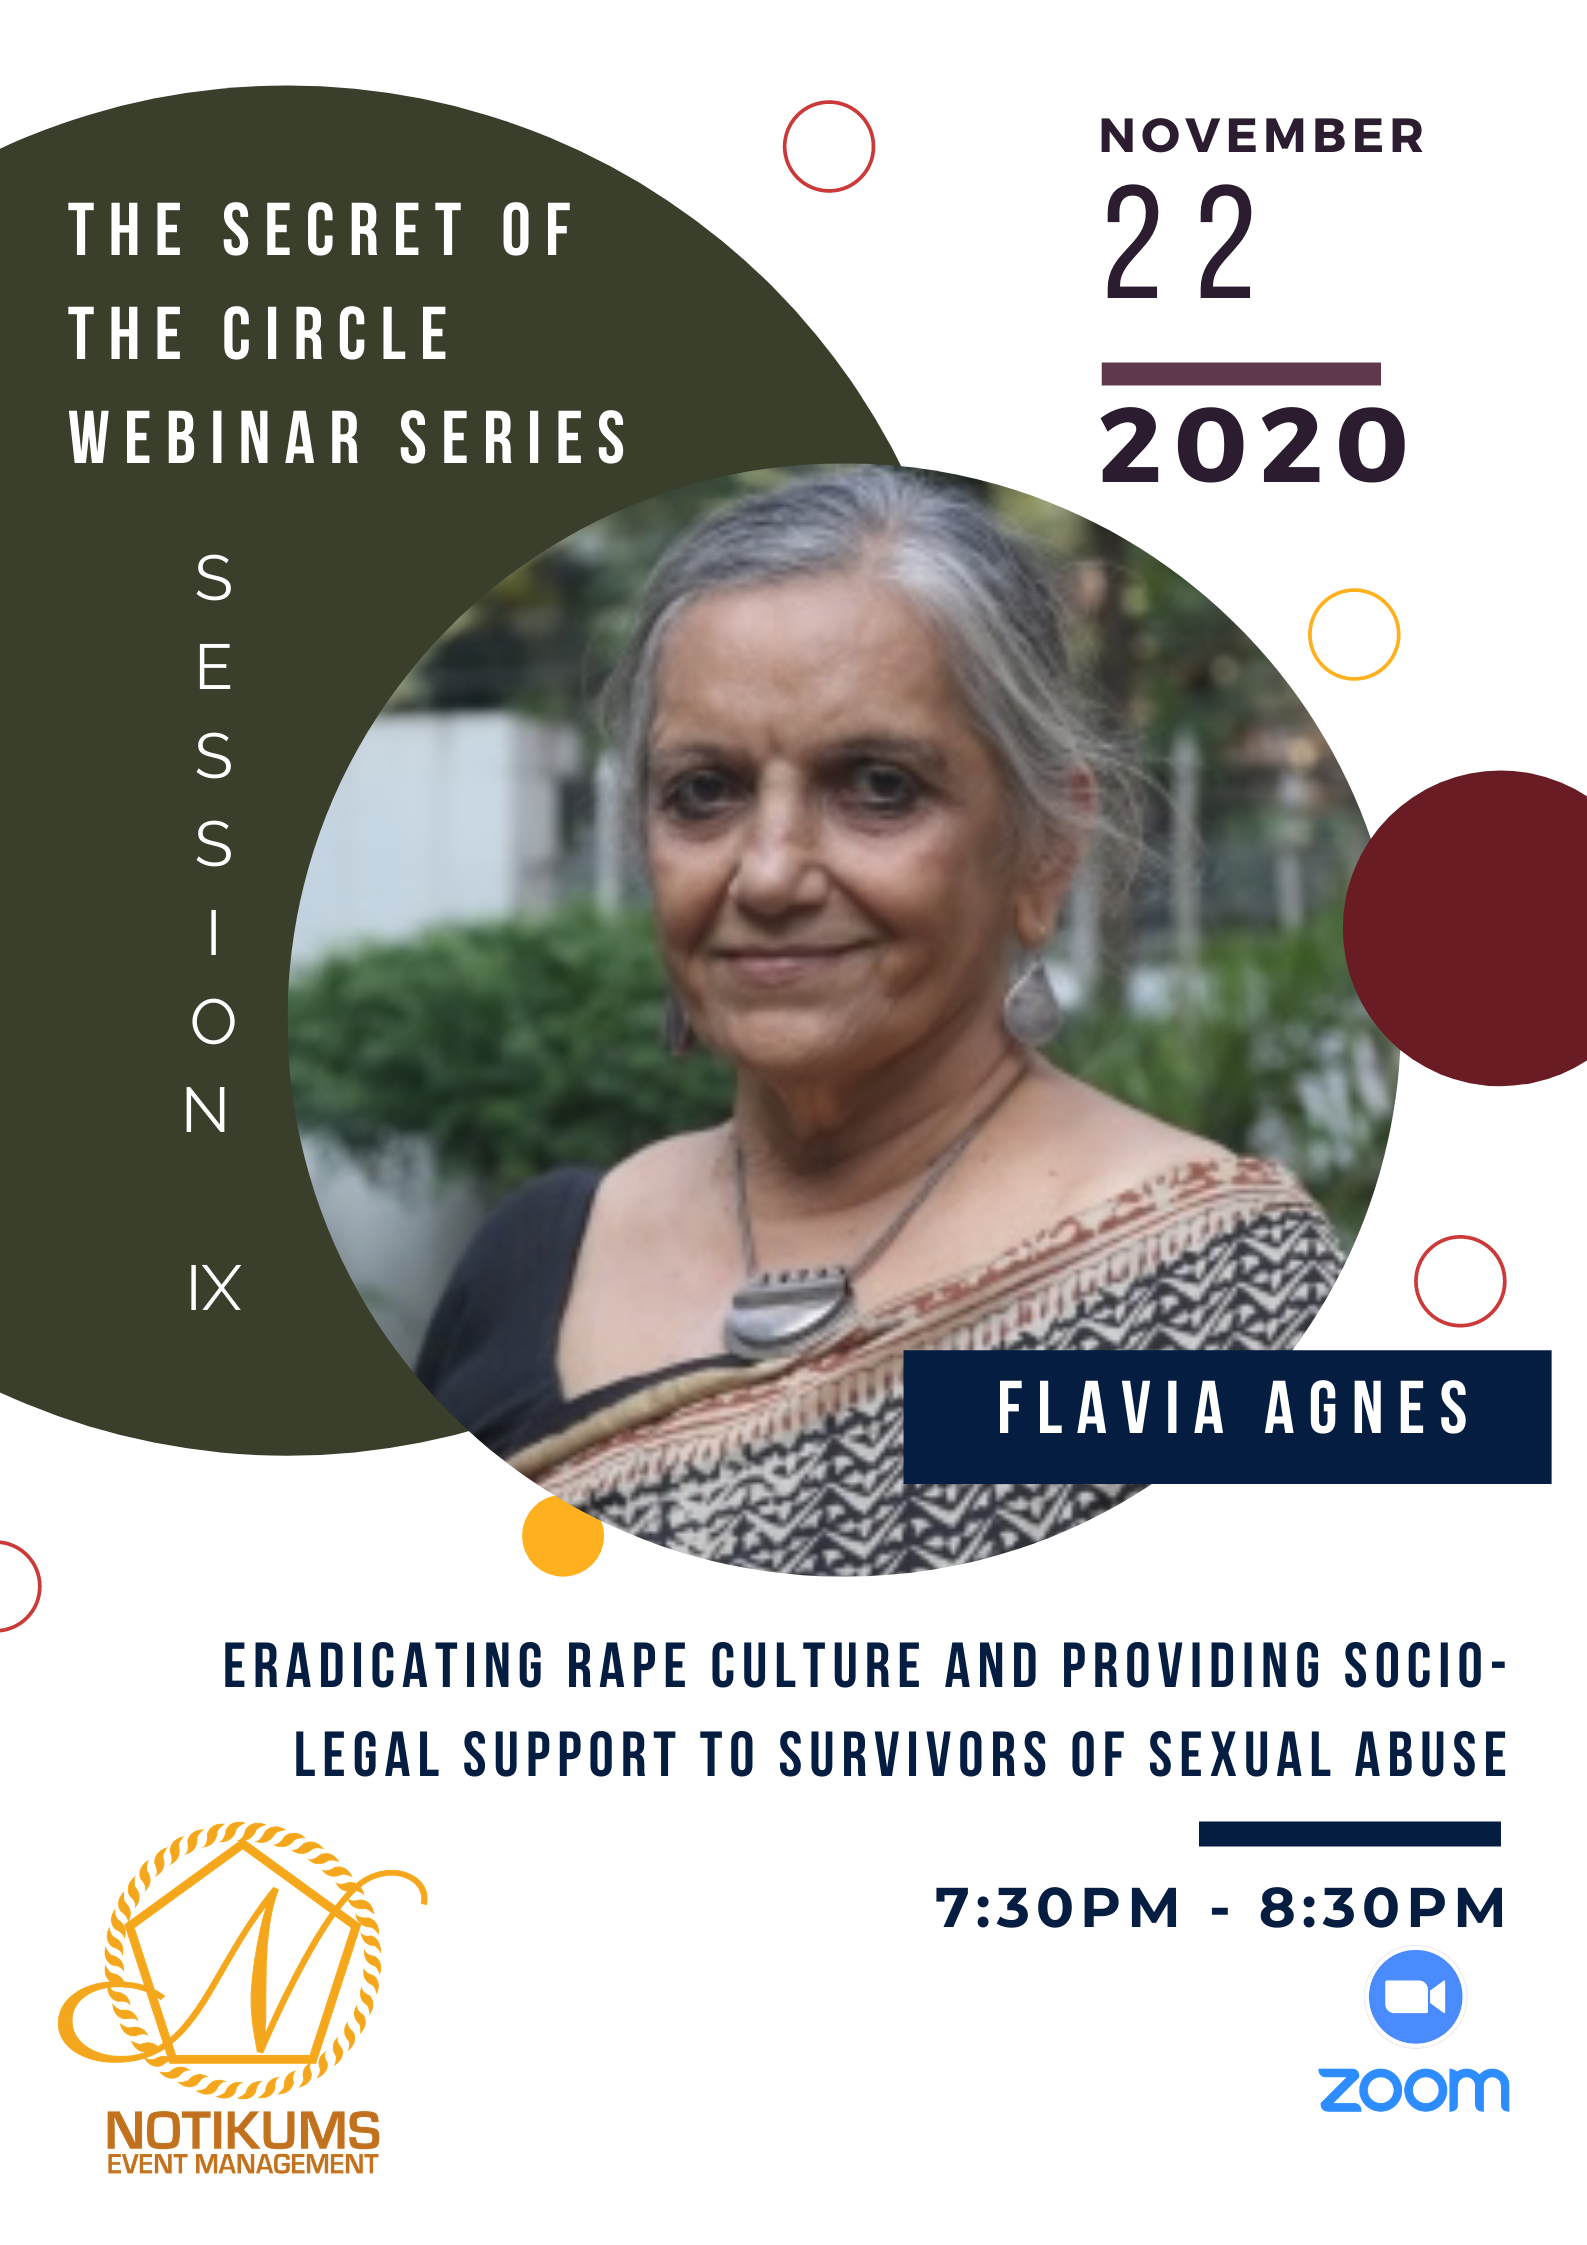 THE SECRET OF
THE CIRCLE
WEBINAR SERIES
NOVEMBER
22
2020
S
E
S
S
I
O
N
IX
FLAVIA AGNES
ERADICATING RAPE CULTURE AND PROVIDING SOCIO-
LEGAL SUPPORT TO SURVIVORS OF SEXUAL ABUSE
7:30PM - 8:30PM
zoom
N
NOTIKUMS
EVENT MANAGEMENT